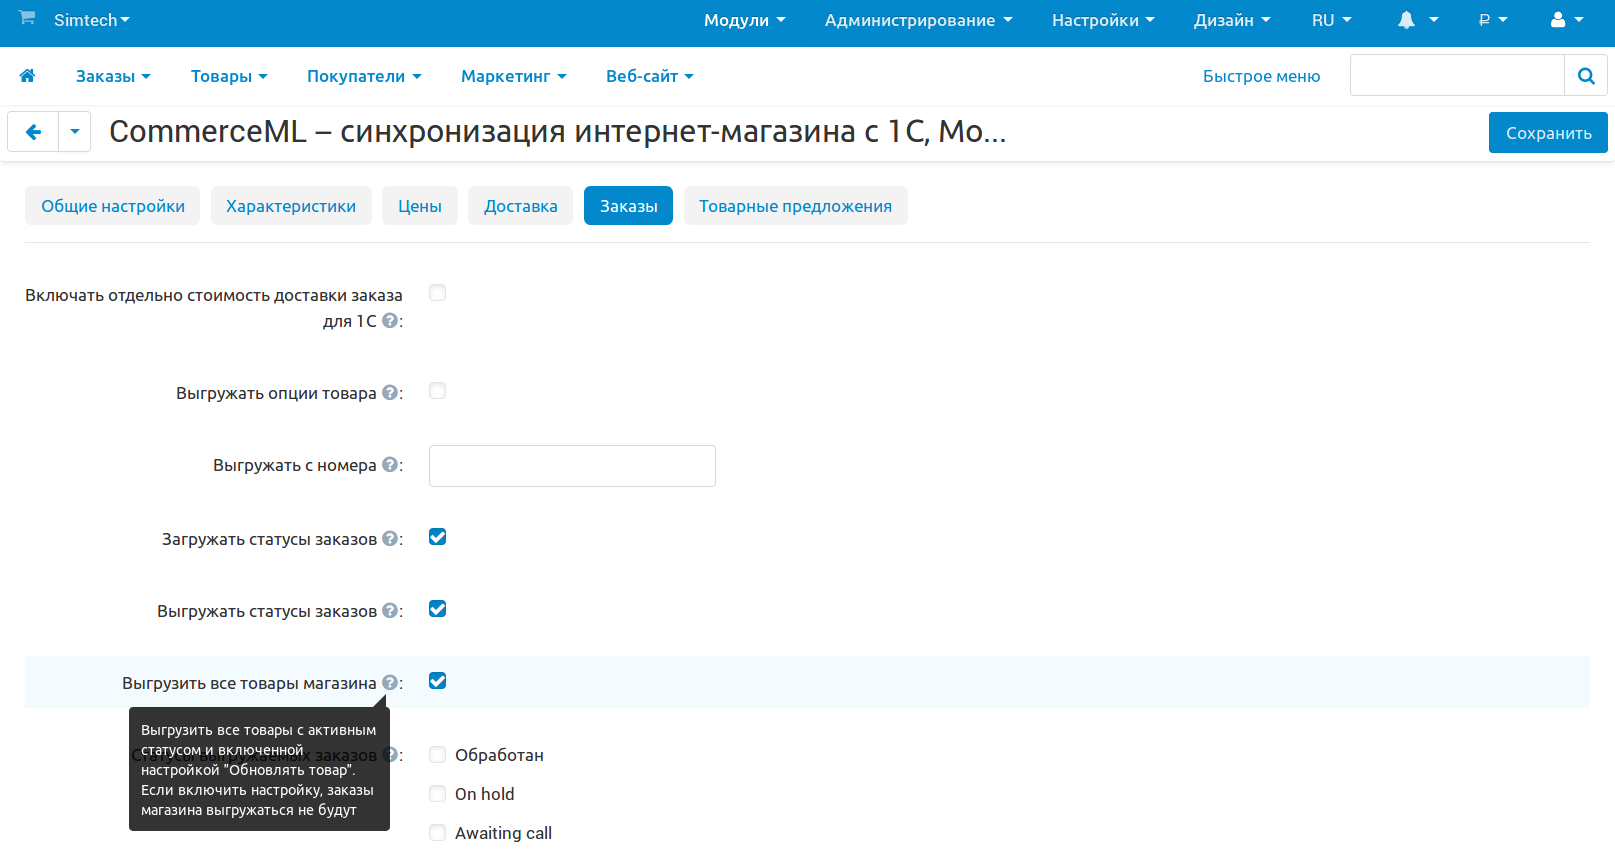 Simtech
Модули
Администрирование
Настройки
Дизайн
RU
₽
Заказы
Товары
Покупатели
Маркетинг
Веб-сайт
Быстрое меню
CommerceML – синхронизация интернет-магазина с 1С, Мо...
Сохранить
Общие настройки
Характеристики
Цены
Доставка
Заказы
Товарные предложения
Включать отдельно стоимость доставки заказа
для 1С ?:
Выгружать опции товара ?:
Выгружать с номера ?:
Загружать статусы заказов ?:
Выгружать статусы заказов ?:
Выгрузить все товары магазина ?:
Выгрузить все товары с активным
статусом и включенной
настройкой "Обновлять товар".
Если включить настройку, заказы
магазина выгружаться не будут
Статусы выгружаемых заказов ?:
Обработан
On hold
Awaiting call